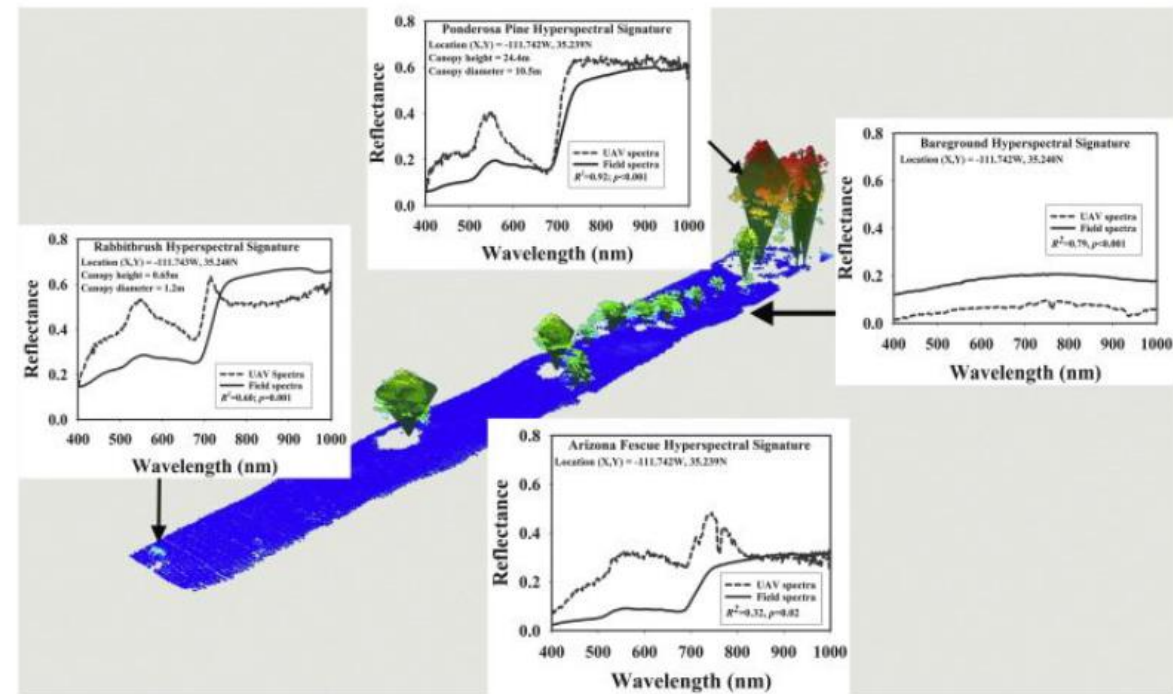 Ponderosa Pine Hyperspectral Signature
Location (X,Y) = -111.742W, 35.239N
Canopy height = 24.4m
Canopy diameter = 10.5m
Reflectance
0.8
0.6
0.4
0.2
0.0
UAV spectra
Field spectra
R²=0.92; p<0.001
400 500 600 700 800 900 1000
Wavelength (nm)
Bareground Hyperspectral Signature
Location (X,Y) = -111.742W, 35.240N
Reflectance
0.8
0.6
0.4
0.2
0.0
UAV spectra
Field spectra
R²=0.79, p<0.001
400 500 600 700 800 900 1000
Wavelength (nm)
Rabbitbrush Hyperspectral Signature
Location (X,Y) = -111.743W, 35.240N
Canopy height = 0.65m
Canopy diameter = 1.2m
Reflectance
0.8
0.6
0.4
0.2
0.0
UAV Spectra
Field spectra
R²=0.60; p=0.001
400 500 600 700 800 900 1000
Wavelength (nm)
Arizona Fescue Hyperspectral Signature
Location (X,Y) = -111.742W, 35.239N
Reflectance
0.8
0.6
0.4
0.2
0.0
UAV spectra
Field spectra
R²=0.32, p=0.02
400 500 600 700 800 900 1000
Wavelength (nm)